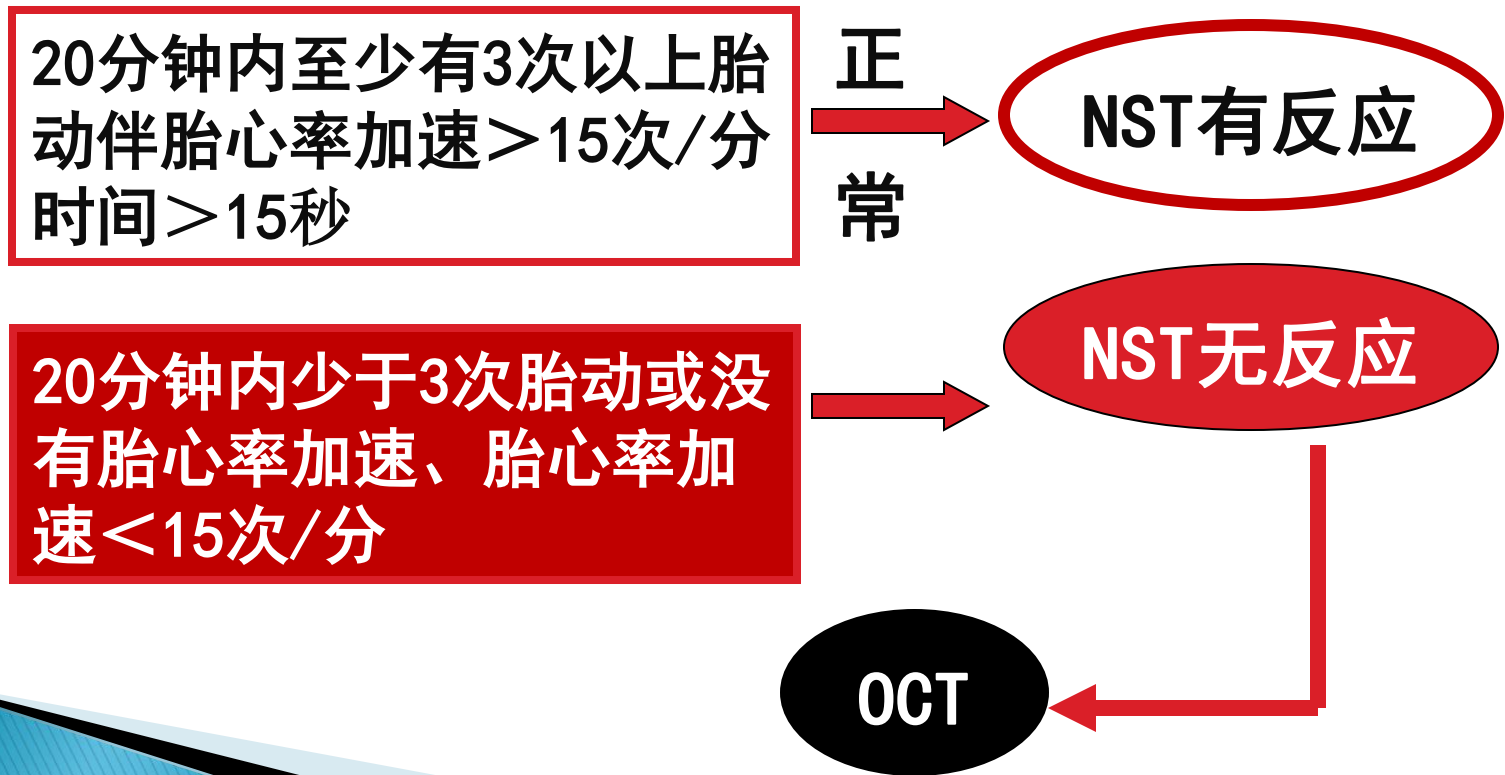 20分钟内至少有3次以上胎
动伴胎心率加速＞15次/分
时间＞15秒
正
常
NST有反应
20分钟内少于3次胎动或没
有胎心率加速、胎心率加
速＜15次/分
NST无反应
OCT